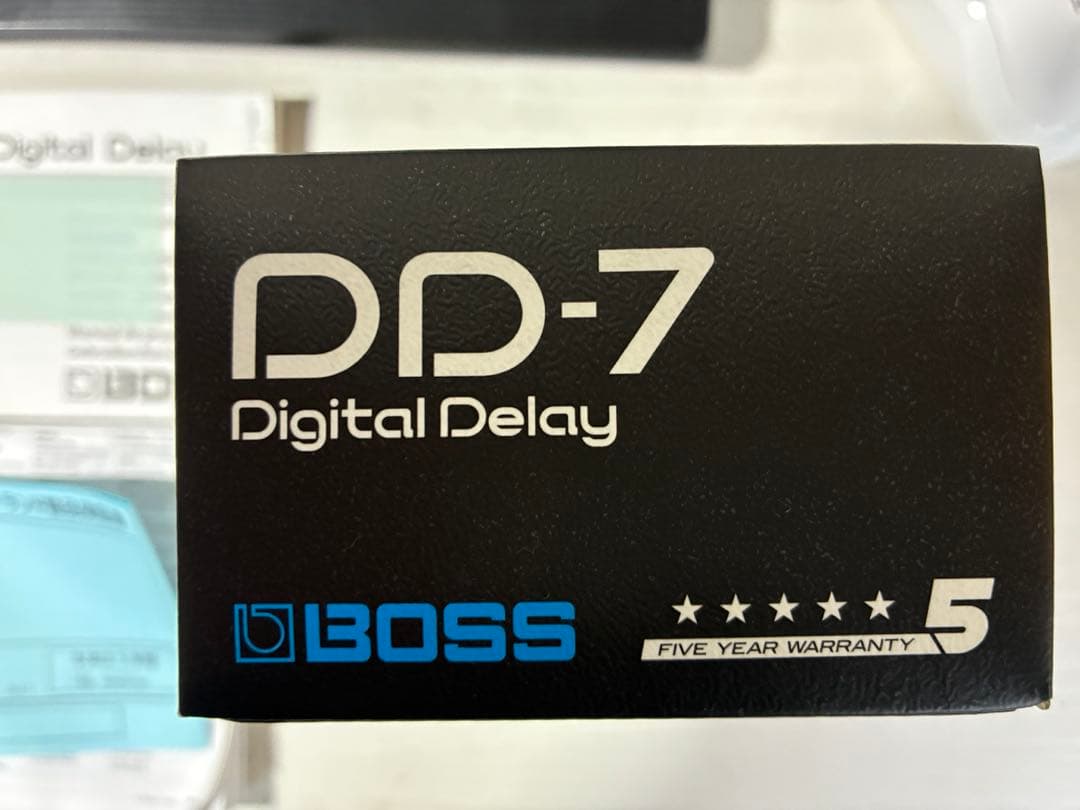 Digital Delay
DD-7
Digital Delay
BOSS
5
FIVE YEAR WARRANTY